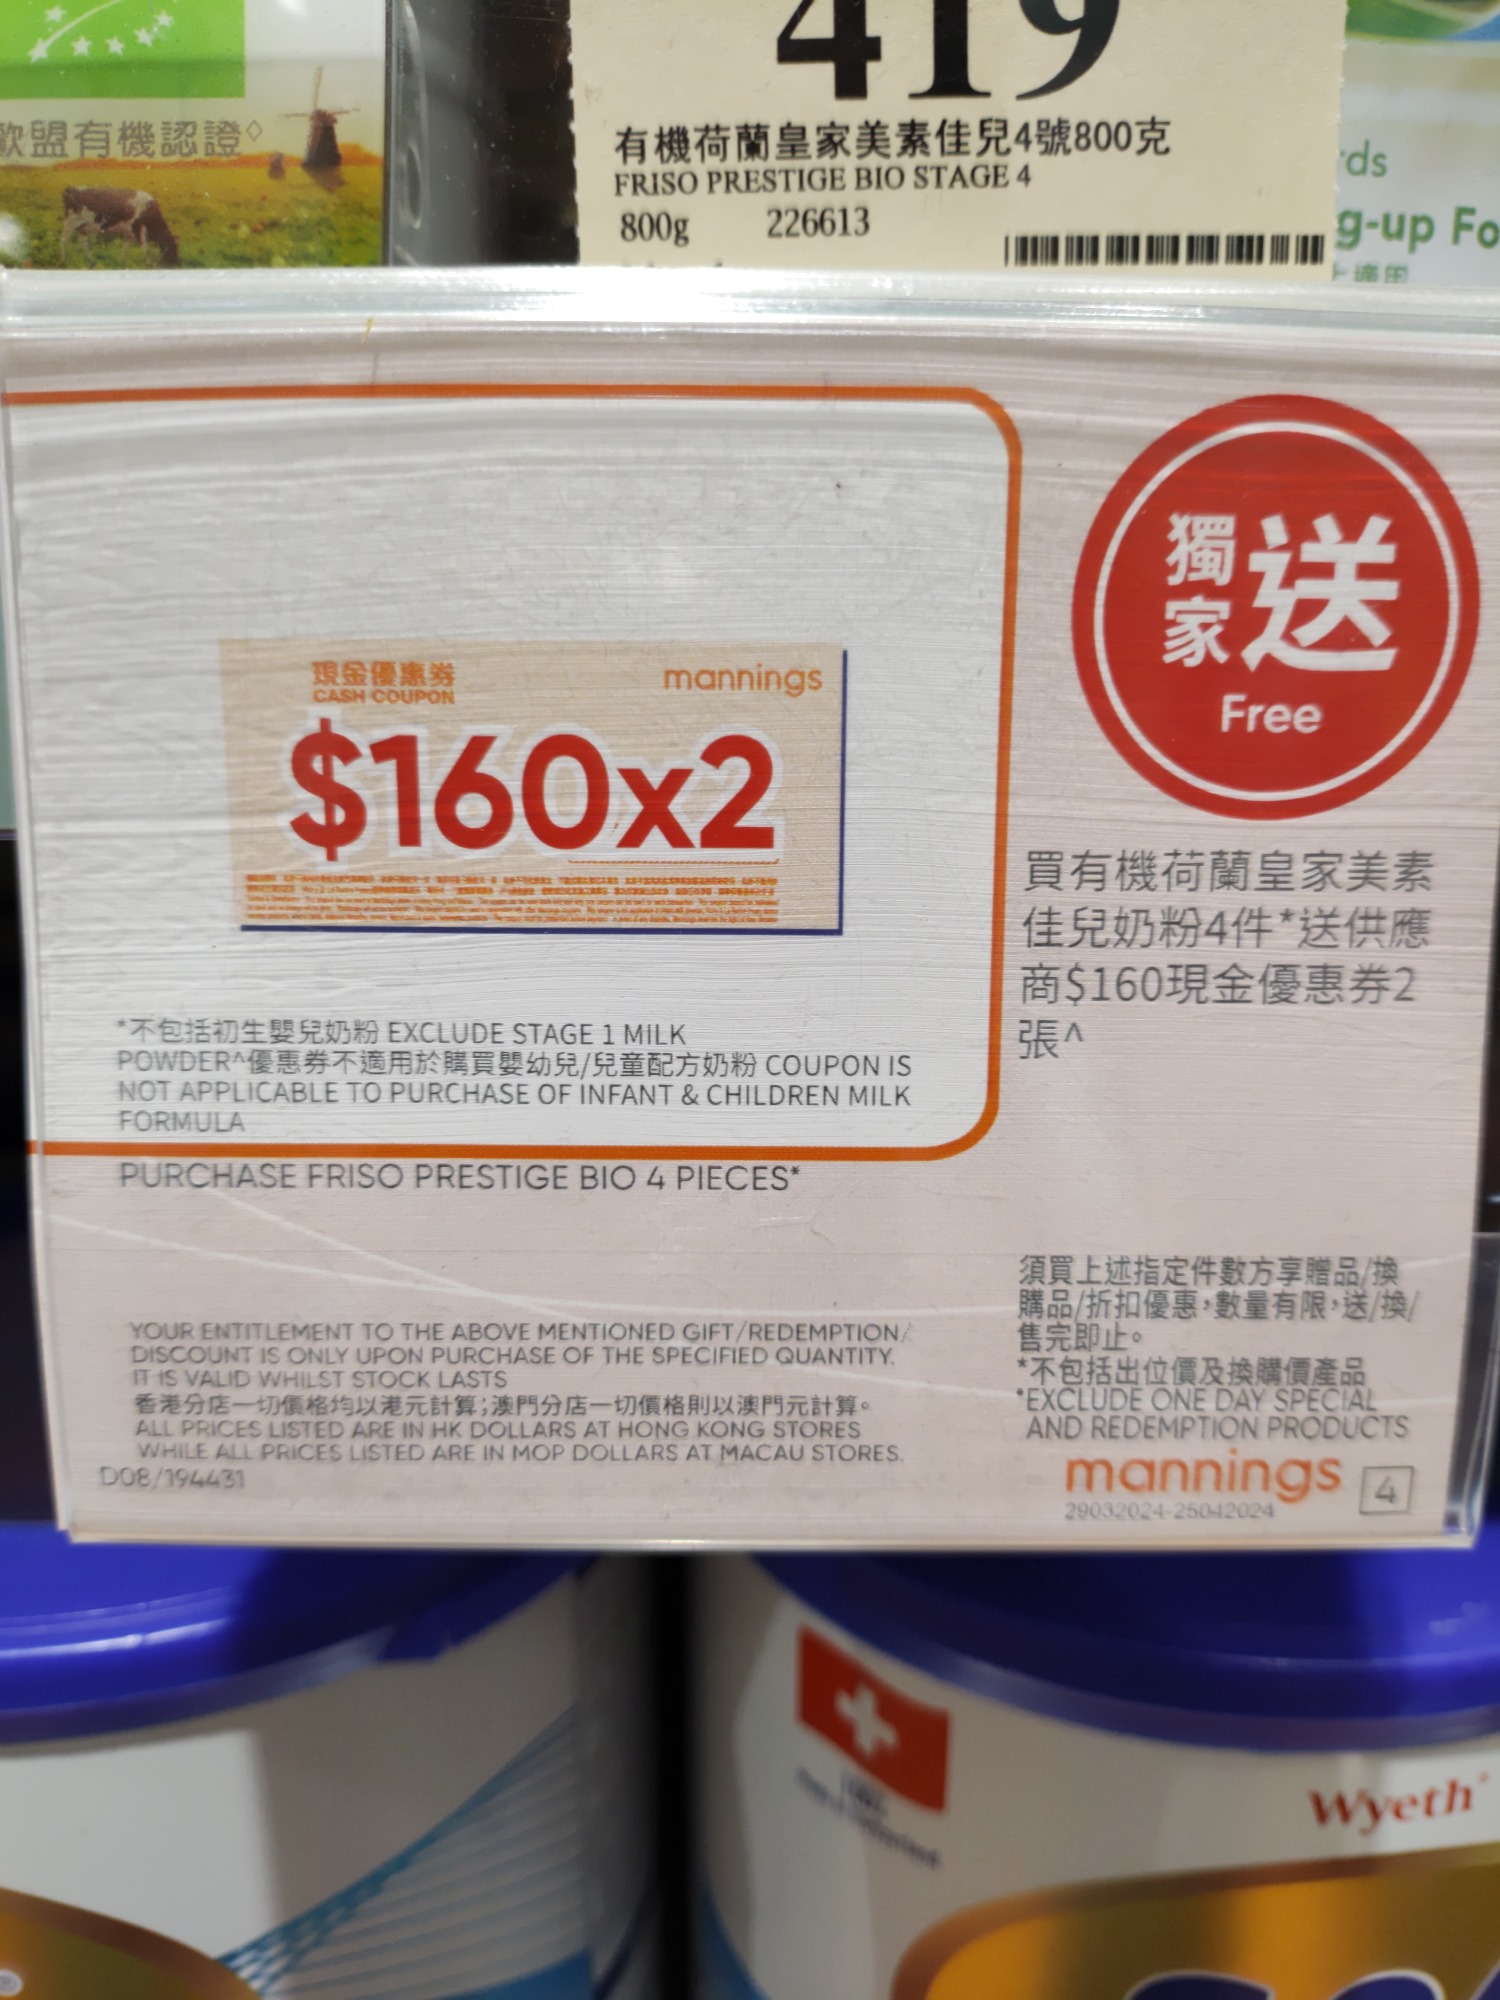 419
歐盟有機認證◇
有機荷蘭皇家美素佳兒4號800克
FRISO PRESTIGE BIO STAGE 4
800g 226613
rds
g-up Fo
獨家送
Free
現金優惠券
CASH COUPON
mannings
$160x2
買有機荷蘭皇家美素
佳兒奶粉4件*送供應
商$160現金優惠券2
張^
*不包括初生嬰兒奶粉 EXCLUDE STAGE 1 MILK
POWDER^優惠券不適用於購買嬰幼兒/兒童配方奶粉 COUPON IS
NOT APPLICABLE TO PURCHASE OF INFANT & CHILDREN MILK
FORMULA
PURCHASE FRISO PRESTIGE BIO 4 PIECES*
YOUR ENTITLEMENT TO THE ABOVE MENTIONED GIFT/REDEMPTION/
DISCOUNT IS ONLY UPON PURCHASE OF THE SPECIFIED QUANTITY.
IT IS VALID WHILST STOCK LASTS
香港分店一切價格均以港元計算;澳門分店一切價格則以澳門元計算。
ALL PRICES LISTED ARE IN HK DOLLARS AT HONG KONG STORES
WHILE ALL PRICES LISTED ARE IN MOP DOLLARS AT MACAU STORES.
D08/194431
須買上述指定件數方享贈品/換
購品/折扣優惠,數量有限,送/換/
售完即止。
*不包括出位價及換購價產品
*EXCLUDE ONE DAY SPECIAL
AND REDEMPTION PRODUCTS
mannings 4
29032024-25042024
Wyeth